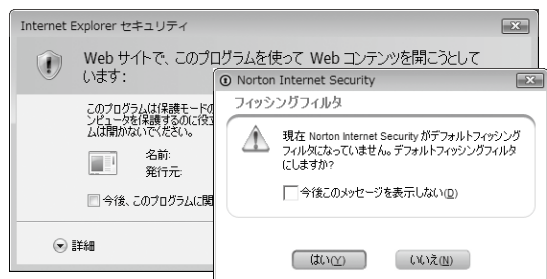 Internet Explorer セキュリティ
Web サイトで、このプログラムを使って Web コンテンツを開こうとして
います:
このプログラムは保護モードの
ンピュータを保護するのに役立
ムは開かないでください。
名前:
発行元:
今後、このプログラムに関
詳細
Norton Internet Security
フィッシングフィルタ
現在 Norton Internet Security がデフォルトフィッシング
フィルタになっていません。デフォルトフィッシングフィルタ
にしますか?
今後このメッセージを表示しない(D)
はい(Y)
いいえ(N)